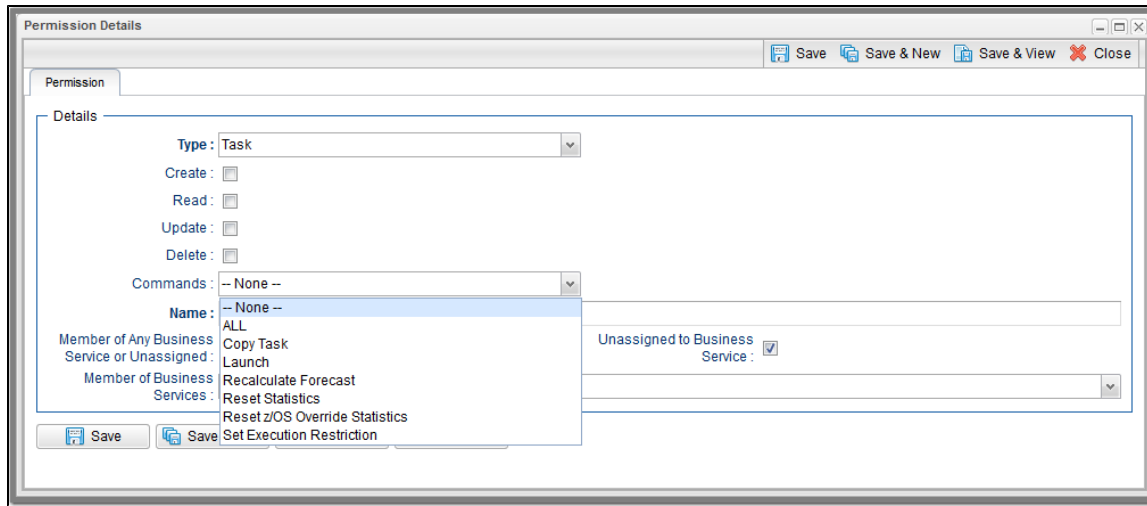 Permission Details
Save Save & New Save & View Close
Permission
Details
Type : Task
Create :
Read :
Update :
Delete :
Commands : -- None --
Name : -- None --
ALL
Member of Any Business
Service or Unassigned :
Copy Task
Launch
Unassigned to Business
Service :
Member of Business
Services :
Recalculate Forecast
Reset Statistics
Reset z/OS Override Statistics
Save Save Set Execution Restriction